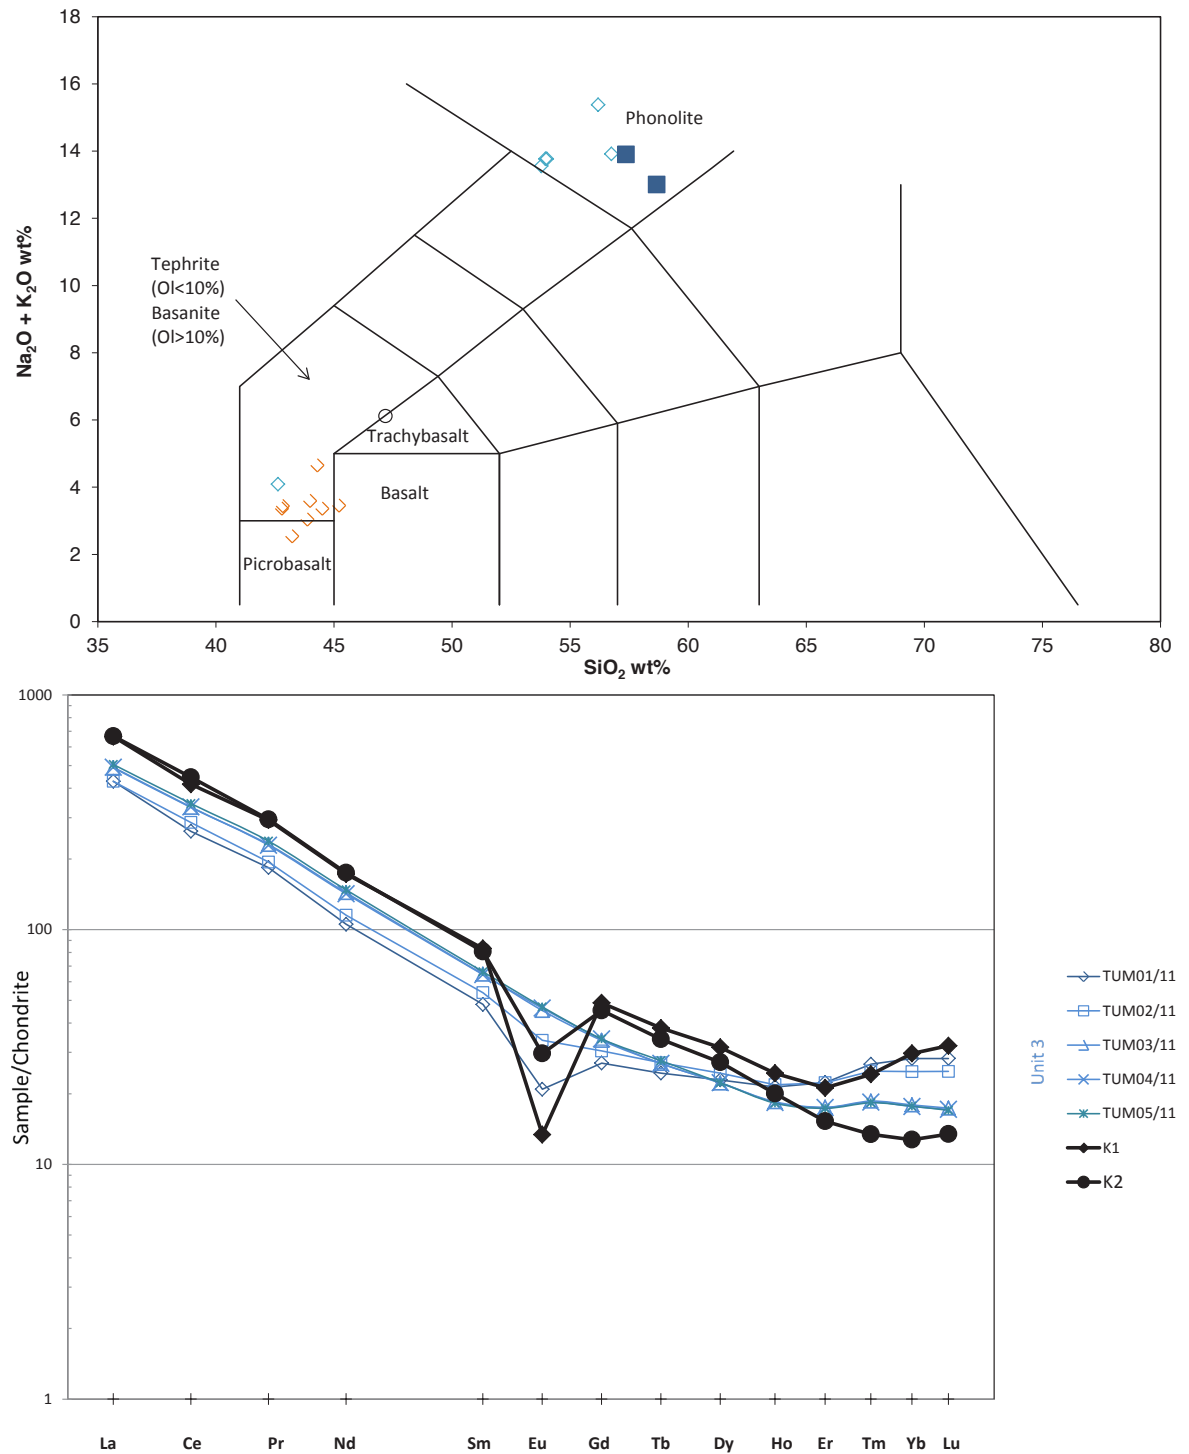 18
16
14
12
10
8
6
4
2
0
Na₂O + K₂O wt%
Phonolite
Tephrite
(Ol<10%)
Basanite
(Ol>10%)
Trachybasalt
Basalt
Picrobasalt
35 40 45 50 55 60 65 70 75 80
SiO₂ wt%
1000
100
10
1
Sample/Chondrite
La Ce Pr Nd Sm Eu Gd Tb Dy Ho Er Tm Yb Lu
Unit 3
TUM01/11
TUM02/11
TUM03/11
TUM04/11
TUM05/11
K1
K2